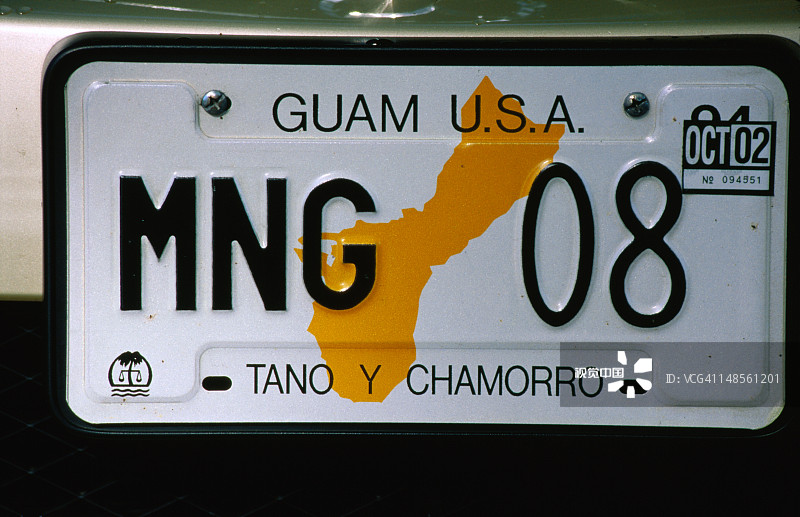 GUAM U.S.A.
OCT 02
№ 094551
MNG 08
TANO Y CHAMORRO
视觉中国
ID: VCG41148561201